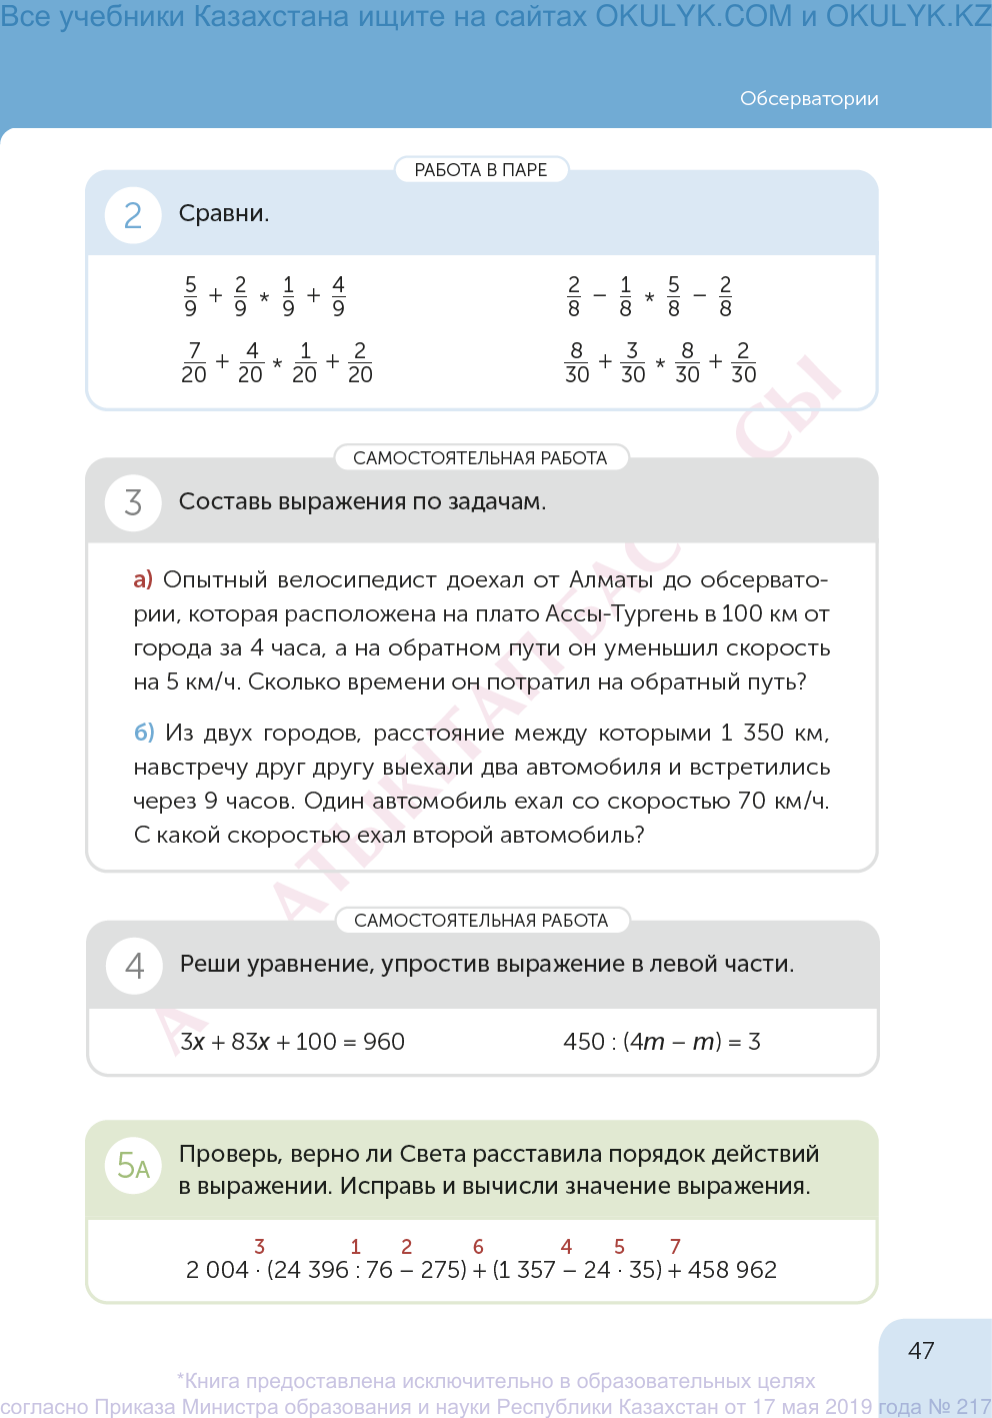 Все учебники Казахстана ищите на сайтах OKULYK.COM и OKULYK.KZ
Обсерватории
РАБОТА В ПАРЕ
2 Сравни.
5/9 + 2/9 * 1/9 + 4/9
2/8 − 1/8 * 5/8 − 2/8
7/20 + 4/20 * 1/20 + 2/20
8/30 + 3/30 * 8/30 + 2/30
САМОСТОЯТЕЛЬНАЯ РАБОТА
3 Составь выражения по задачам.
а) Опытный велосипедист доехал от Алматы до обсервато-
рии, которая расположена на плато Ассы-Тургень в 100 км от
города за 4 часа, а на обратном пути он уменьшил скорость
на 5 км/ч. Сколько времени он потратил на обратный путь?
б) Из двух городов, расстояние между которыми 1 350 км,
навстречу друг другу выехали два автомобиля и встретились
через 9 часов. Один автомобиль ехал со скоростью 70 км/ч.
С какой скоростью ехал второй автомобиль?
САМОСТОЯТЕЛЬНАЯ РАБОТА
4 Реши уравнение, упростив выражение в левой части.
3x + 83x + 100 = 960
450 : (4m − m) = 3
5А Проверь, верно ли Света расставила порядок действий
в выражении. Исправь и вычисли значение выражения.
3 1 2 6 4 5 7
2 004 · (24 396 : 76 − 275) + (1 357 − 24 · 35) + 458 962
47
*Книга предоставлена исключительно в образовательных целях
согласно Приказа Министра образования и науки Республики Казахстан от 17 мая 2019 года № 217